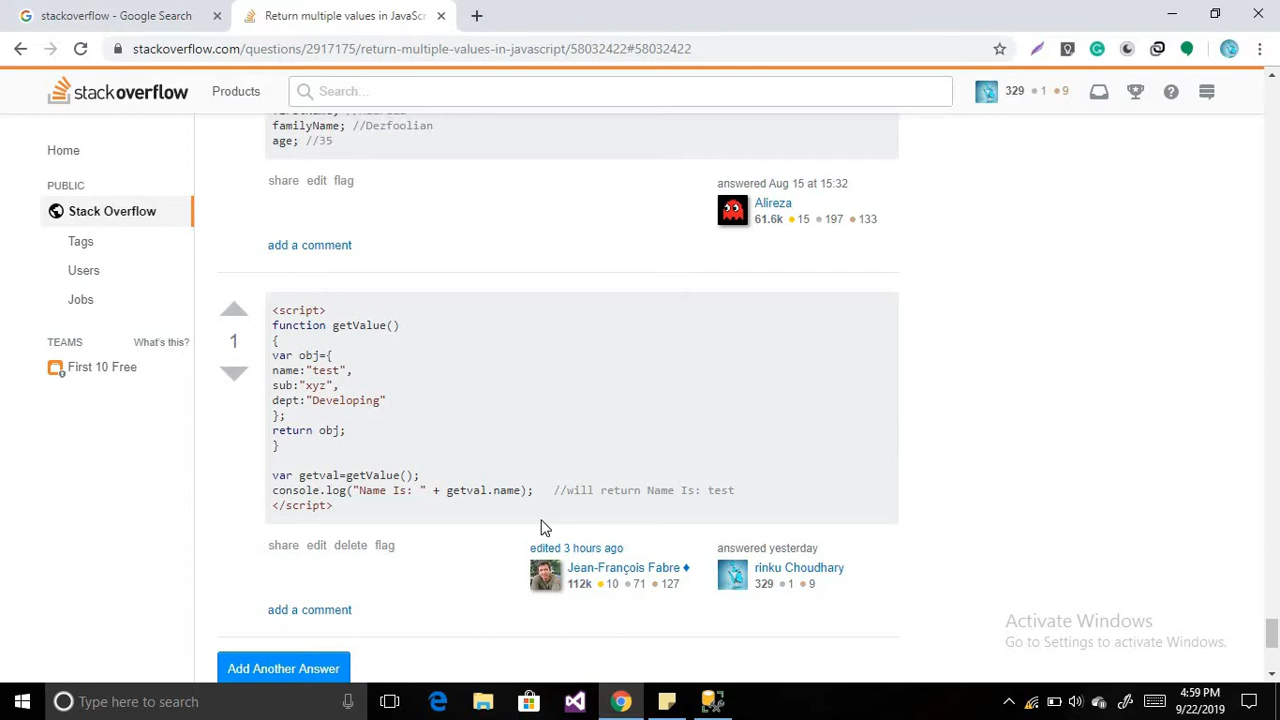 stackoverflow - Google Search
Return multiple values in JavaScr
stackoverflow.com/questions/2917175/return-multiple-values-in-javascript/58032422#58032422
stackoverflow
Products
Search...
329 1 9
Home
PUBLIC
Stack Overflow
Tags
Users
Jobs
TEAMS What's this?
First 10 Free
familyName; //Dezfoolian
age; //35
share edit flag
answered Aug 15 at 15:32
Alireza
61.6k 15 197 133
add a comment
1
<script>
function getValue()
{
var obj={
name:"test",
sub:"xyz",
dept:"Developing"
};
return obj;
}
var getval=getValue();
console.log("Name Is: " + getval.name); //will return Name Is: test
</script>
share edit delete flag
edited 3 hours ago
Jean-François Fabre ♦
112k 10 71 127
answered yesterday
rinku Choudhary
329 1 9
add a comment
Add Another Answer
Activate Windows
Go to Settings to activate Windows.
Type here to search
4:59 PM
9/22/2019